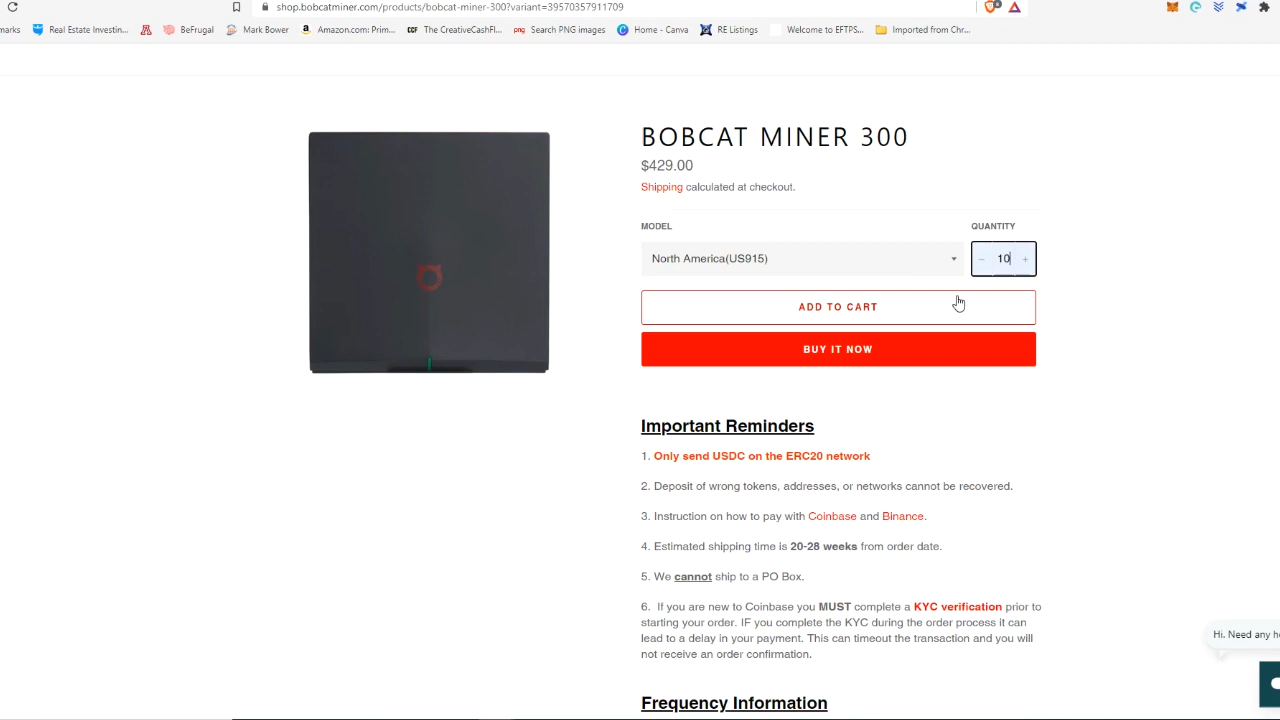 shop.bobcatminer.com/products/bobcat-miner-300?variant=39570357911709
marks Real Estate Investin... BeFrugal Mark Bower Amazon.com: Prim... CCF The CreativeCashFl... png Search PNG images Home - Canva RE Listings Welcome to EFTPS... Imported from Chr...
BOBCAT MINER 300
$429.00
Shipping calculated at checkout.
MODEL QUANTITY
North America(US915) − 10 +
ADD TO CART
BUY IT NOW
Important Reminders
1. Only send USDC on the ERC20 network
2. Deposit of wrong tokens, addresses, or networks cannot be recovered.
3. Instruction on how to pay with Coinbase and Binance.
4. Estimated shipping time is 20-28 weeks from order date.
5. We cannot ship to a PO Box.
6. If you are new to Coinbase you MUST complete a KYC verification prior to
starting your order. IF you complete the KYC during the order process it can
lead to a delay in your payment. This can timeout the transaction and you will
not receive an order confirmation.
Hi. Need any he
Frequency Information